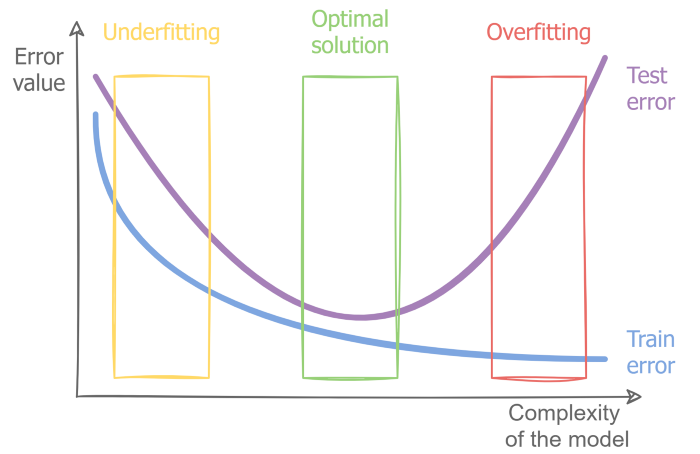 Underfitting
Optimal
solution
Overfitting
Error
value
Test
error
Train
error
Complexity
of the model